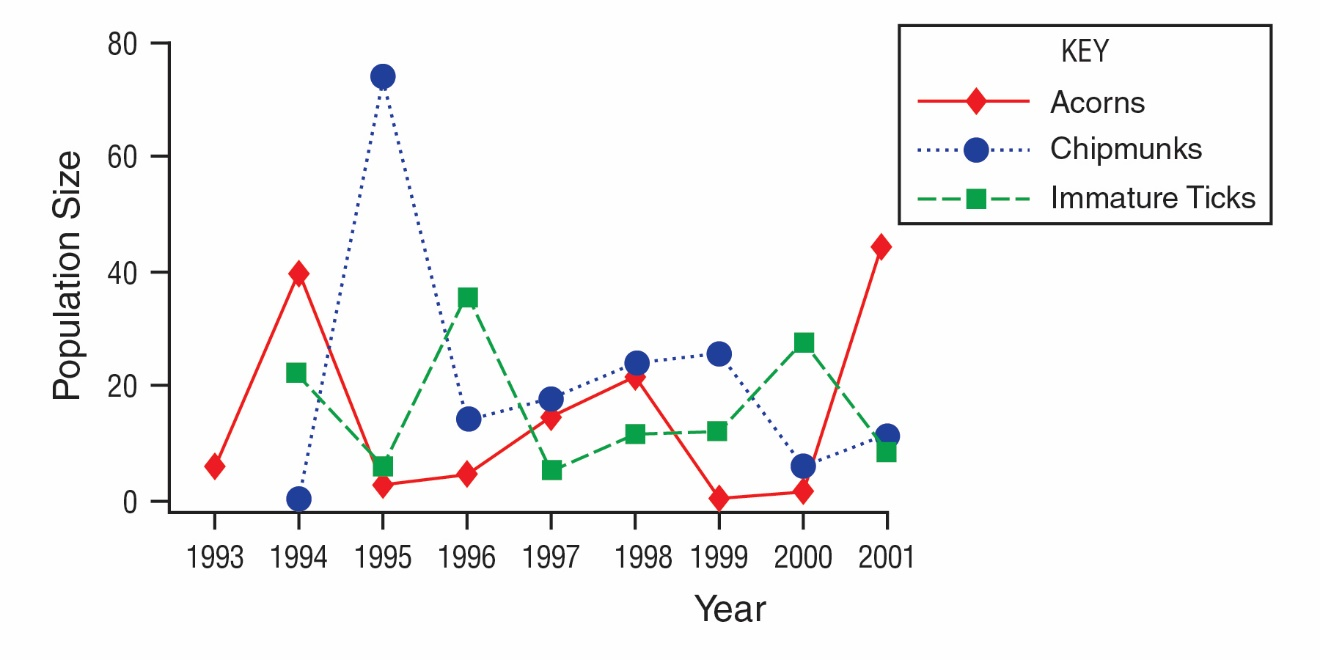 KEY
Acorns
Chipmunks
Immature Ticks
Population Size
80
60
40
20
0
1993 1994 1995 1996 1997 1998 1999 2000 2001
Year